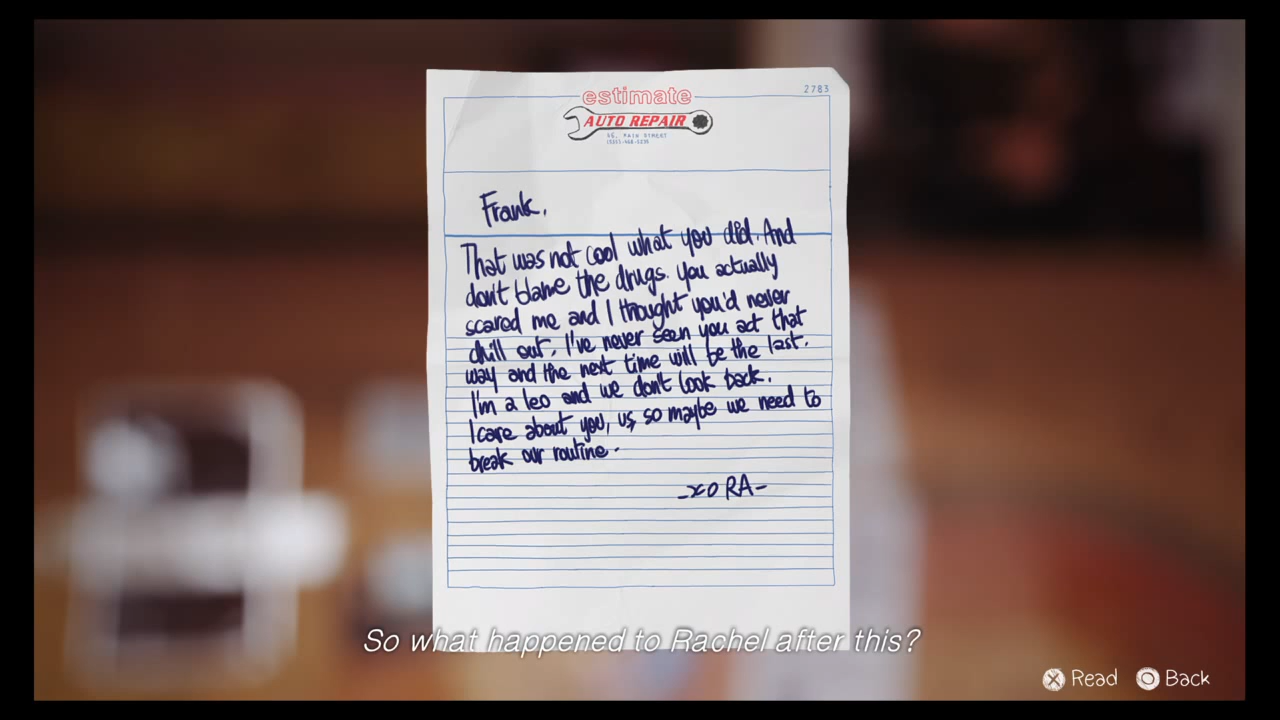 2783
estimate
AUTO REPAIR
MAIN STREET
Frank,
That was not cool what you did. And
don't blame the drugs. You actually
scared me and I thought you'd never
chill out. I've never seen you act that
way and the next time will be the last.
I'm a leo and we don't look back.
I care about you, us, so maybe we need to
break our routine.
-xo RA-
So what happened to Rachel after this?
Read Back